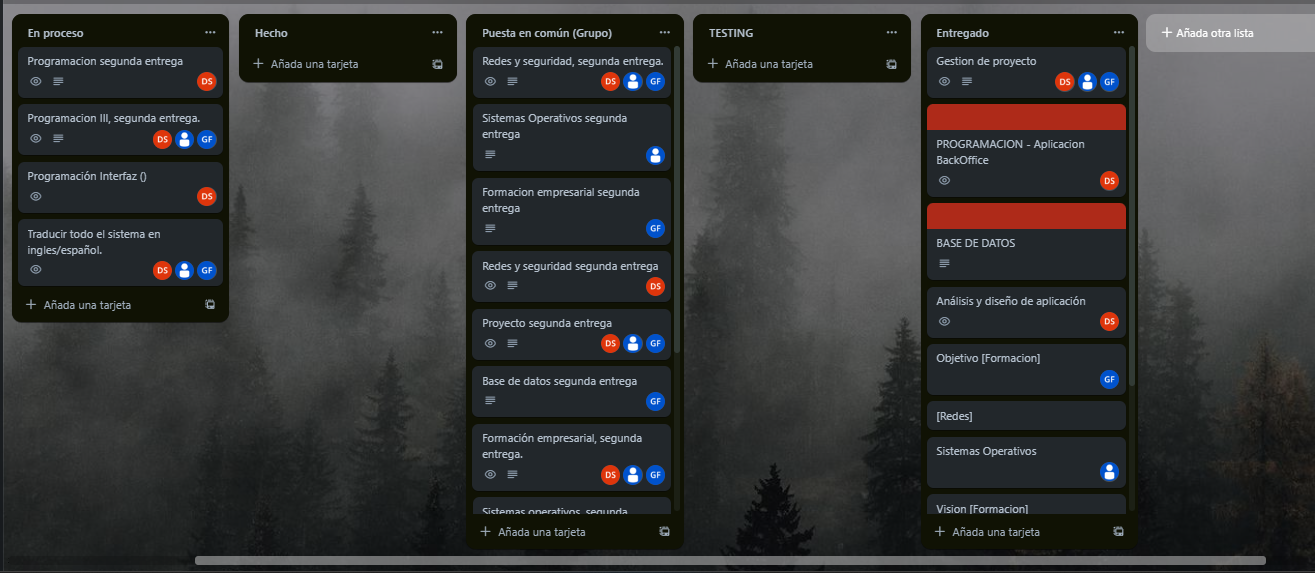 En proceso
Programacion segunda entrega
DS
Programacion III, segunda entrega.
DS GF
Programación Interfaz ()
DS
Traducir todo el sistema en
ingles/español.
DS GF
Añada una tarjeta
Hecho
Añada una tarjeta
Puesta en común (Grupo)
Redes y seguridad, segunda entrega.
DS GF
Sistemas Operativos segunda
entrega
Formacion empresarial segunda
entrega
GF
Redes y seguridad segunda entrega
DS
Proyecto segunda entrega
DS GF
Base de datos segunda entrega
GF
Formación empresarial, segunda
entrega.
DS GF
Sistemas operativos, segunda
Añada una tarjeta
TESTING
Añada una tarjeta
Entregado
Gestion de proyecto
DS GF
PROGRAMACION - Aplicacion
BackOffice
DS
BASE DE DATOS
Análisis y diseño de aplicación
DS
Objetivo [Formacion]
GF
[Redes]
Sistemas Operativos
Vision [Formacion]
Añada una tarjeta
Añada otra lista